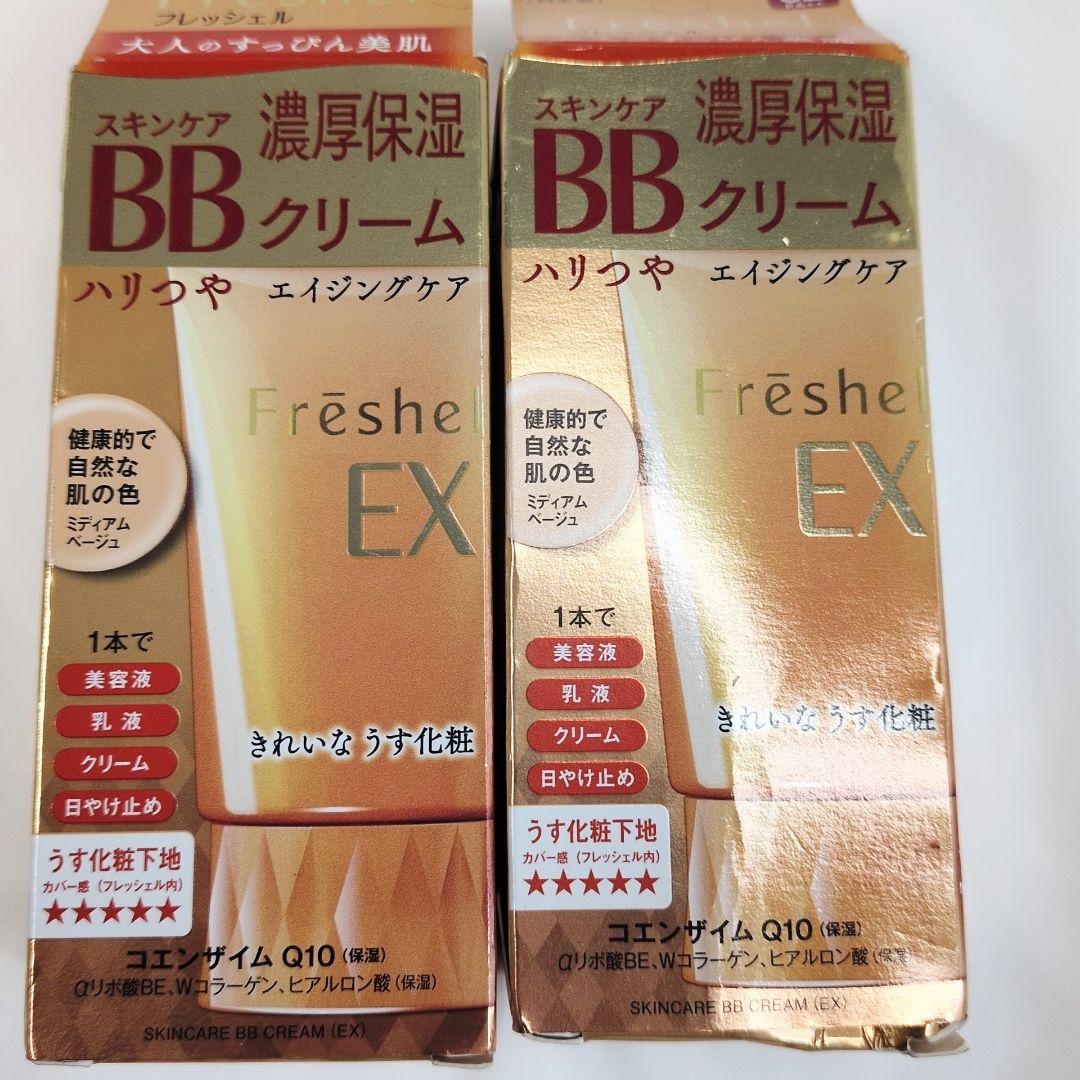 Freshel
フレッシェル
大人のすっぴん美肌
スキンケア
濃厚保湿
BB
クリーム
ハリつや
エイジングケア
Frēshel
EX
健康的で
自然な
肌の色
ミディアム
ベージュ
1本で
美容液
乳液
クリーム
日やけ止め
きれいな うす化粧
うす化粧下地
カバー感 (フレッシェル内)
★★★★★
コエンザイム Q10 (保湿)
αリポ酸BE、Wコラーゲン、ヒアルロン酸 (保湿)
SKINCARE BB CREAM (EX)
スキンケア
濃厚保湿
BB
クリーム
ハリつや
エイジングケア
Frēshel
EX
健康的で
自然な
肌の色
ミディアム
ベージュ
1本で
美容液
乳液
クリーム
日やけ止め
きれいな うす化粧
うす化粧下地
カバー感 (フレッシェル内)
★★★★★
コエンザイム Q10 (保湿)
αリポ酸BE、Wコラーゲン、ヒアルロン酸 (保湿)
SKINCARE BB CREAM (EX)